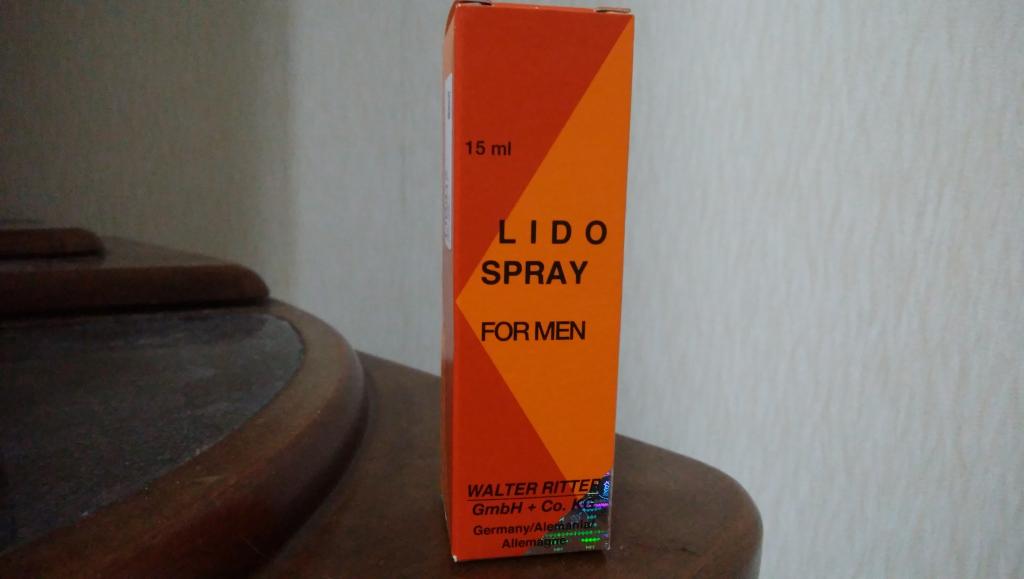 15 ml
LIDO
SPRAY
FOR MEN
WALTER RITTER
GmbH + Co. KG
Germany/Alemania/
Allemagne